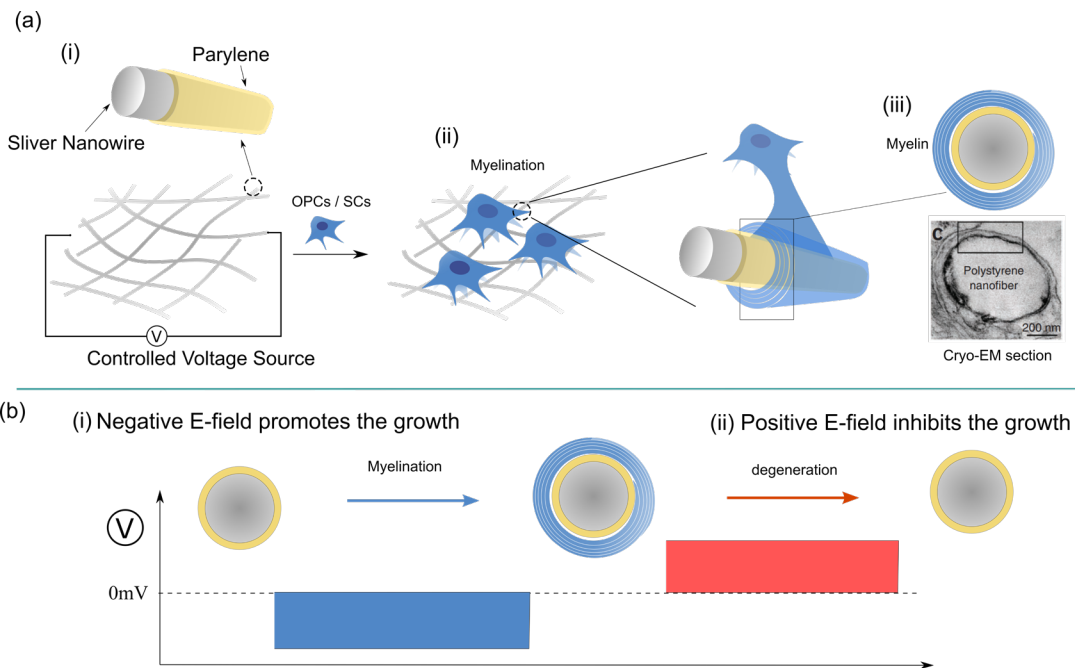 (a)
(i)
Parylene
Sliver Nanowire
OPCs / SCs
V
Controlled Voltage Source
(ii)
Myelination
(iii)
Myelin
C
Polystyrene
nanofiber
200 nm
Cryo-EM section
(b)
(i) Negative E-field promotes the growth
(ii) Positive E-field inhibits the growth
Myelination
degeneration
V
0mV